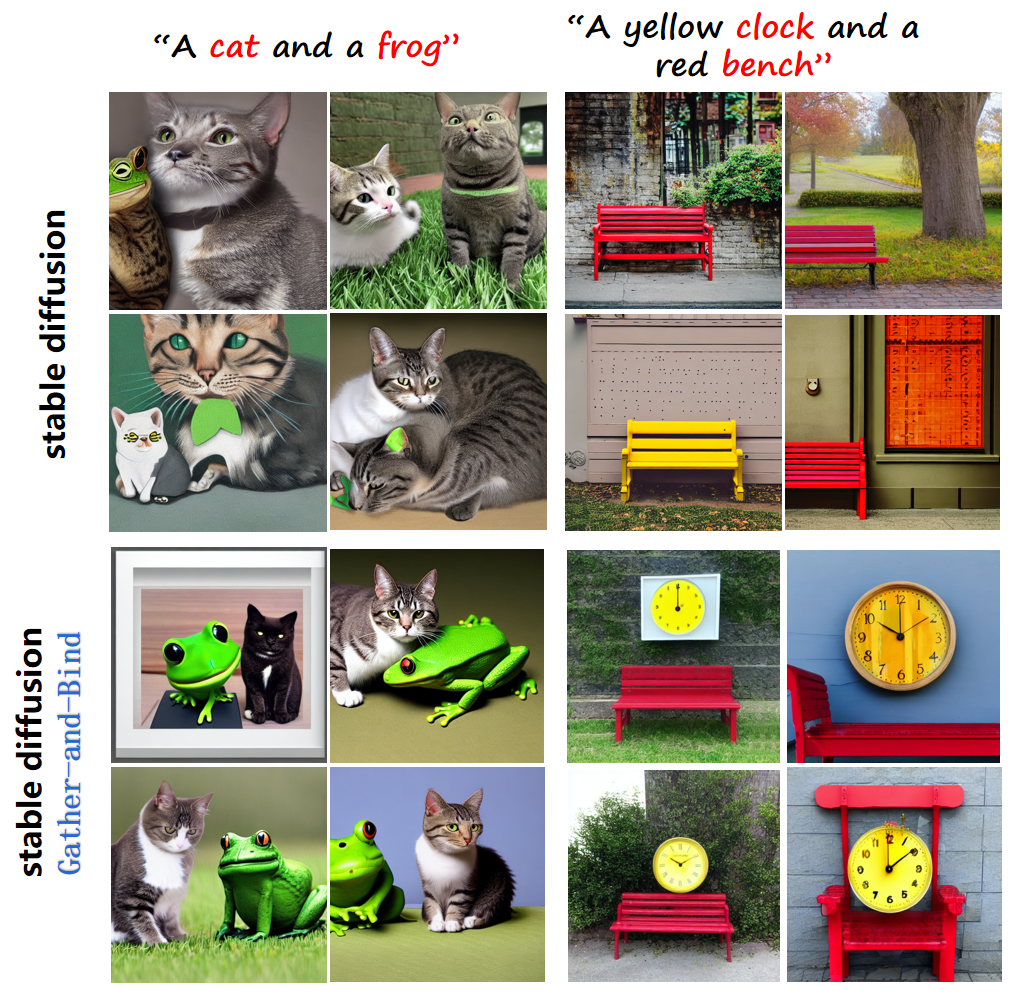 “A cat and a frog”
“A yellow clock and a
red bench”
stable diffusion
stable diffusion
Gather-and-Bind